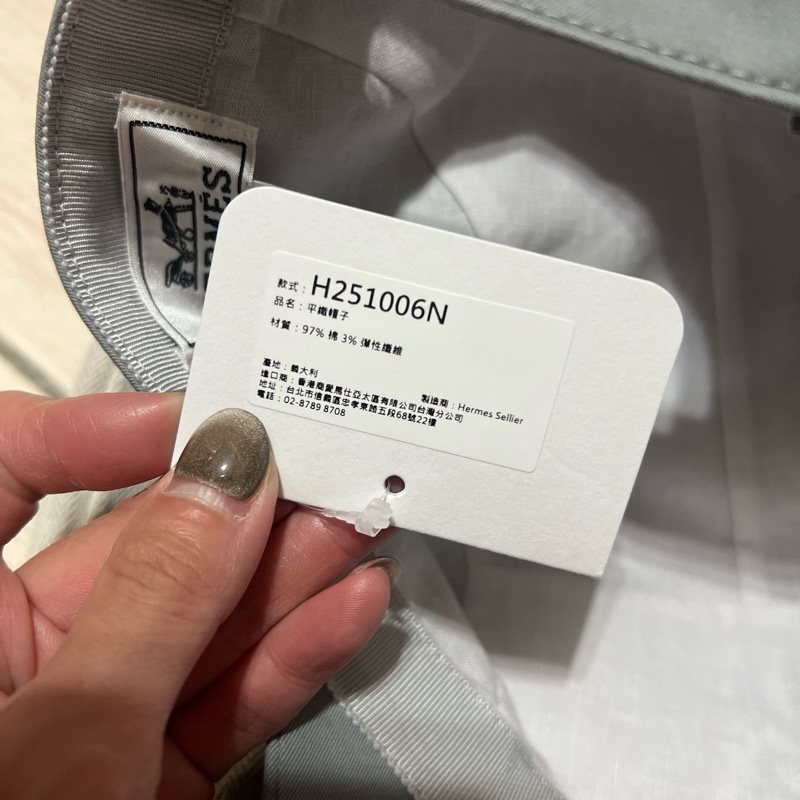 HERMES
款式：H251006N
品名：平織帽子
材質：97% 棉 3% 彈性纖維
產地：義大利
製造商：Hermes Sellier
進口商：香港商愛馬仕亞太區有限公司台灣分公司
地址：台北市信義區忠孝東路五段68號22樓
電話：02-8789 8708